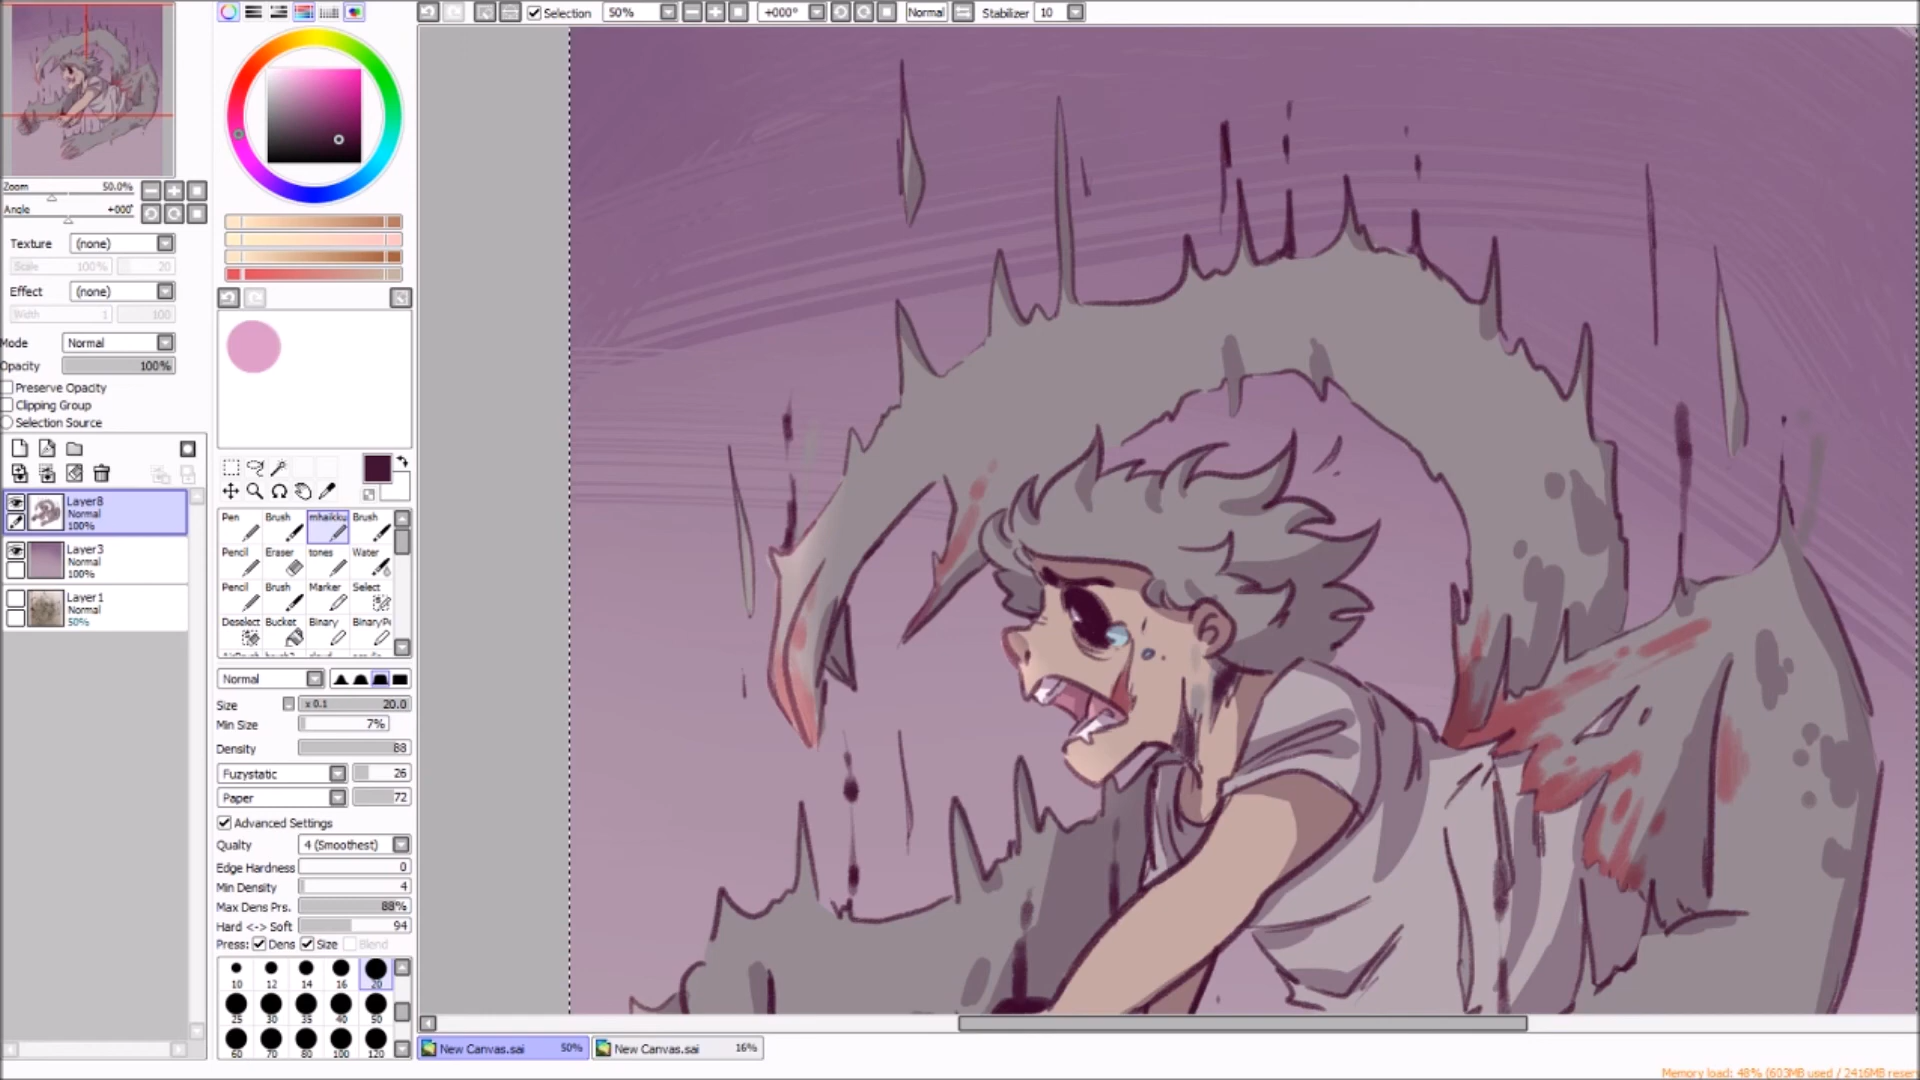 Selection 50% +000° Normal Stabilizer 10
Zoom 50.0%
Angle +000°
Texture (none)
Scale 100% 20
Effect (none)
Width 1 100
Mode Normal
Opacity 100%
Preserve Opacity
Clipping Group
Selection Source
Layer8
Normal
100%
Layer3
Normal
100%
Layer1
Normal
50%
Pen Brush mhaikku Brush
Pencil Eraser tones Water
Pencil Brush Marker Select
Deselect Bucket Binary BinaryPe
Normal
Size x 0.1 20.0
Min Size 7%
Density 88
Fuzystatic 26
Paper 72
Advanced Settings
Quality 4 (Smoothest)
Edge Hardness 0
Min Density 4
Max Dens Prs. 88%
Hard <-> Soft 94
Press: Dens Size Blend
10 12 14 16 20
25 30 35 40 50
60 70 80 100 120
New Canvas.sai 50% New Canvas.sai 16%
Memory load: 48% (603MB used / 2416MB reser